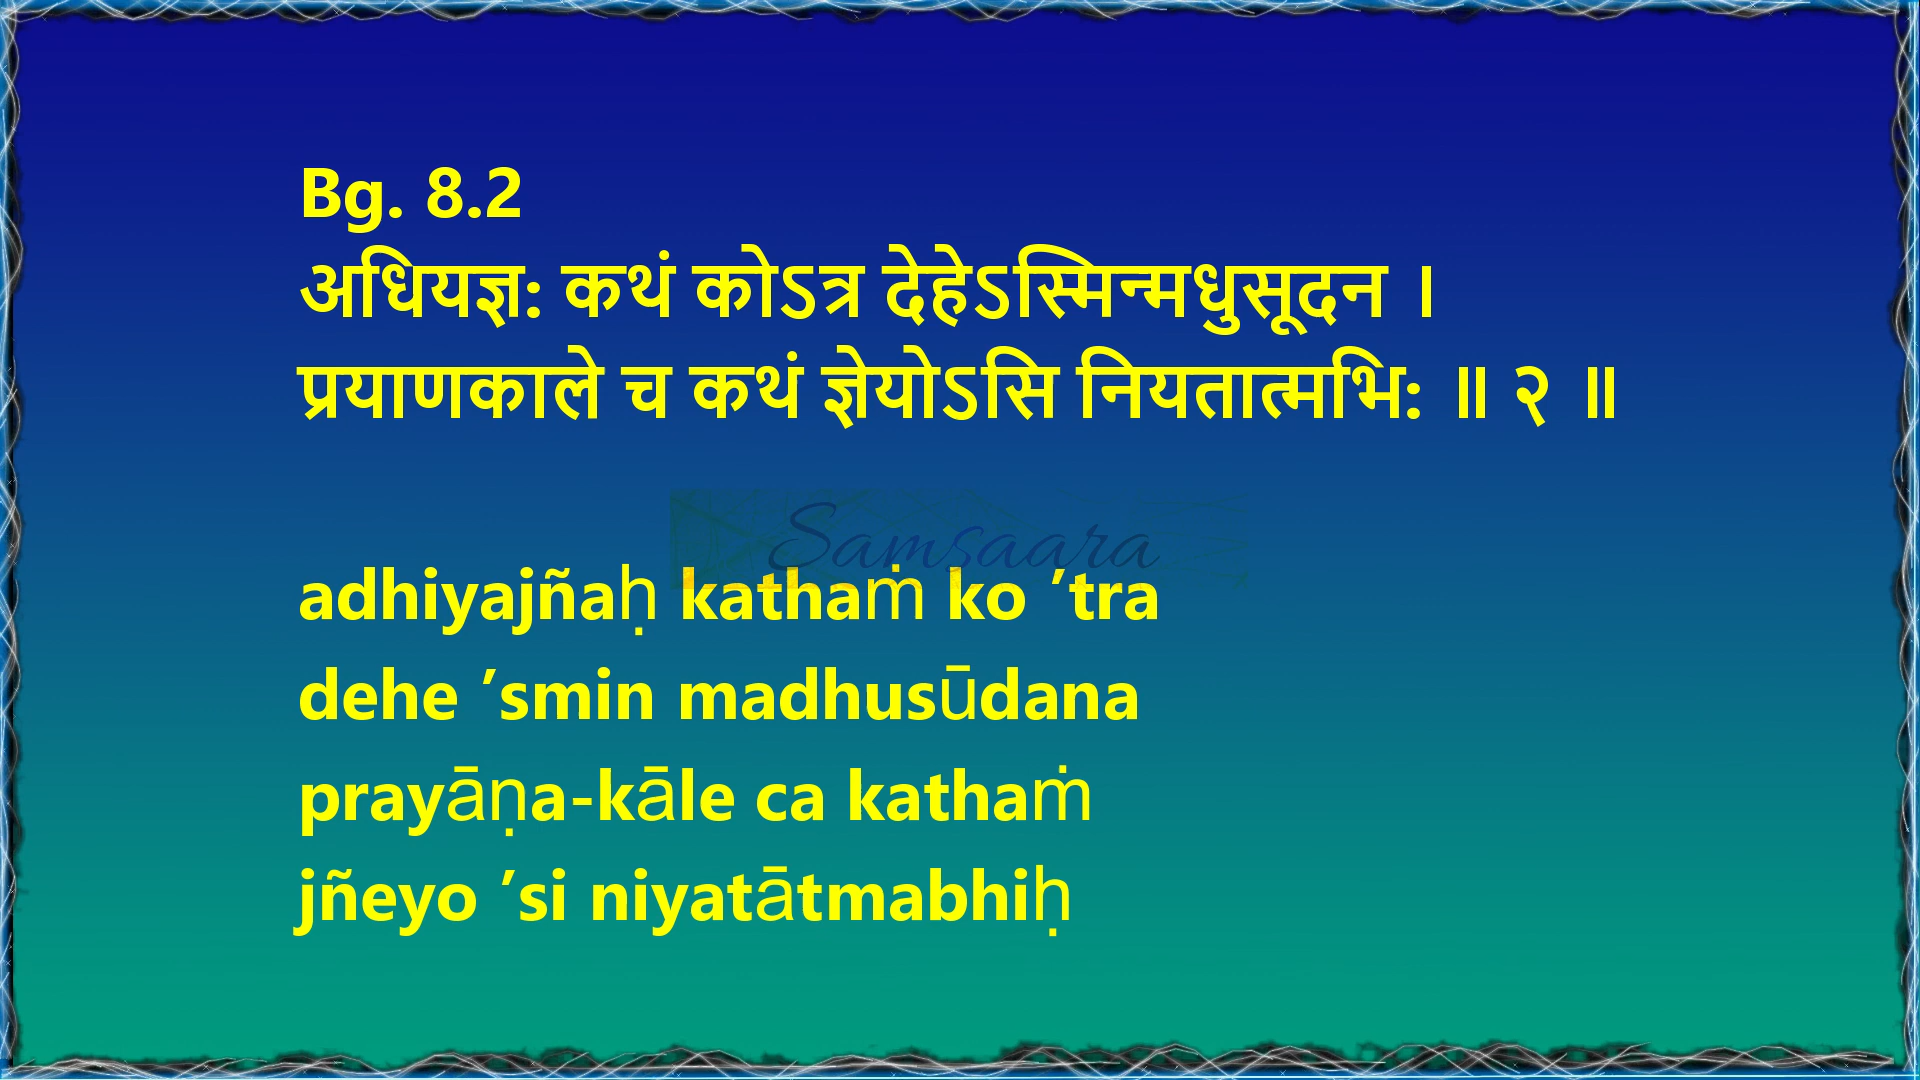 Bg. 8.2
अधियज्ञ: कथं कोऽत्र देहेऽस्मिन्मधुसूदन ।
प्रयाणकाले च कथं ज्ञेयोऽसि नियतात्मभि: ॥ २ ॥
Samsaara
adhiyajñaḥ kathaṁ ko ’tra
dehe ’smin madhusūdana
prayāṇa-kāle ca kathaṁ
jñeyo ’si niyatātmabhiḥ